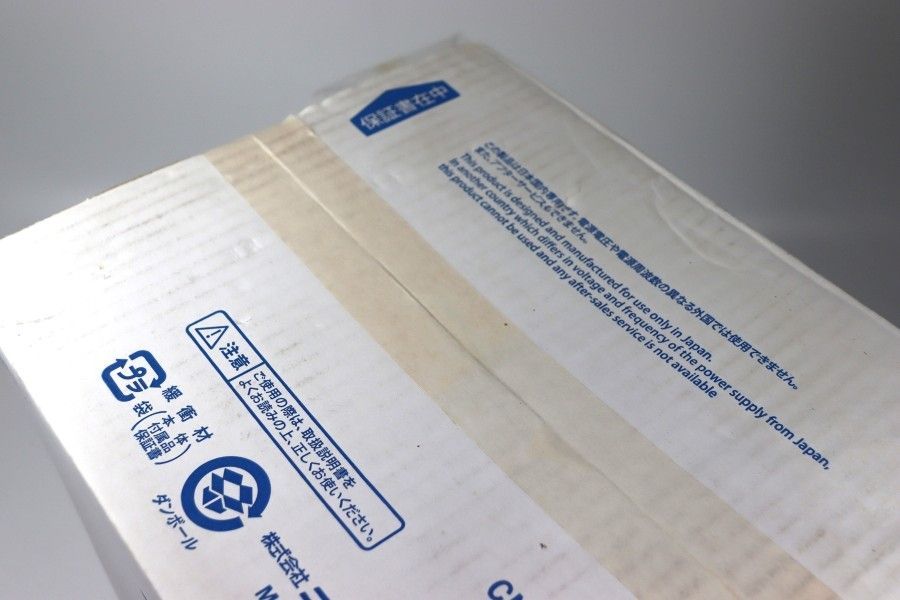 保証書在中
この製品は日本国内専用です。電源電圧や電源周波数の異なる外国では使用できません。
また、アフターサービスもできません。
This product is designed and manufactured for use only in Japan.
In another country which differs in voltage and frequency of the power supply from Japan,
this product cannot be used and any after-sales service is not available
注意
ご使用の際は、取扱説明書を
よくお読みの上、正しくお使いください。
プラ
緩衝材
袋(本体
付属品
保証書)
ダンボール
株式会社